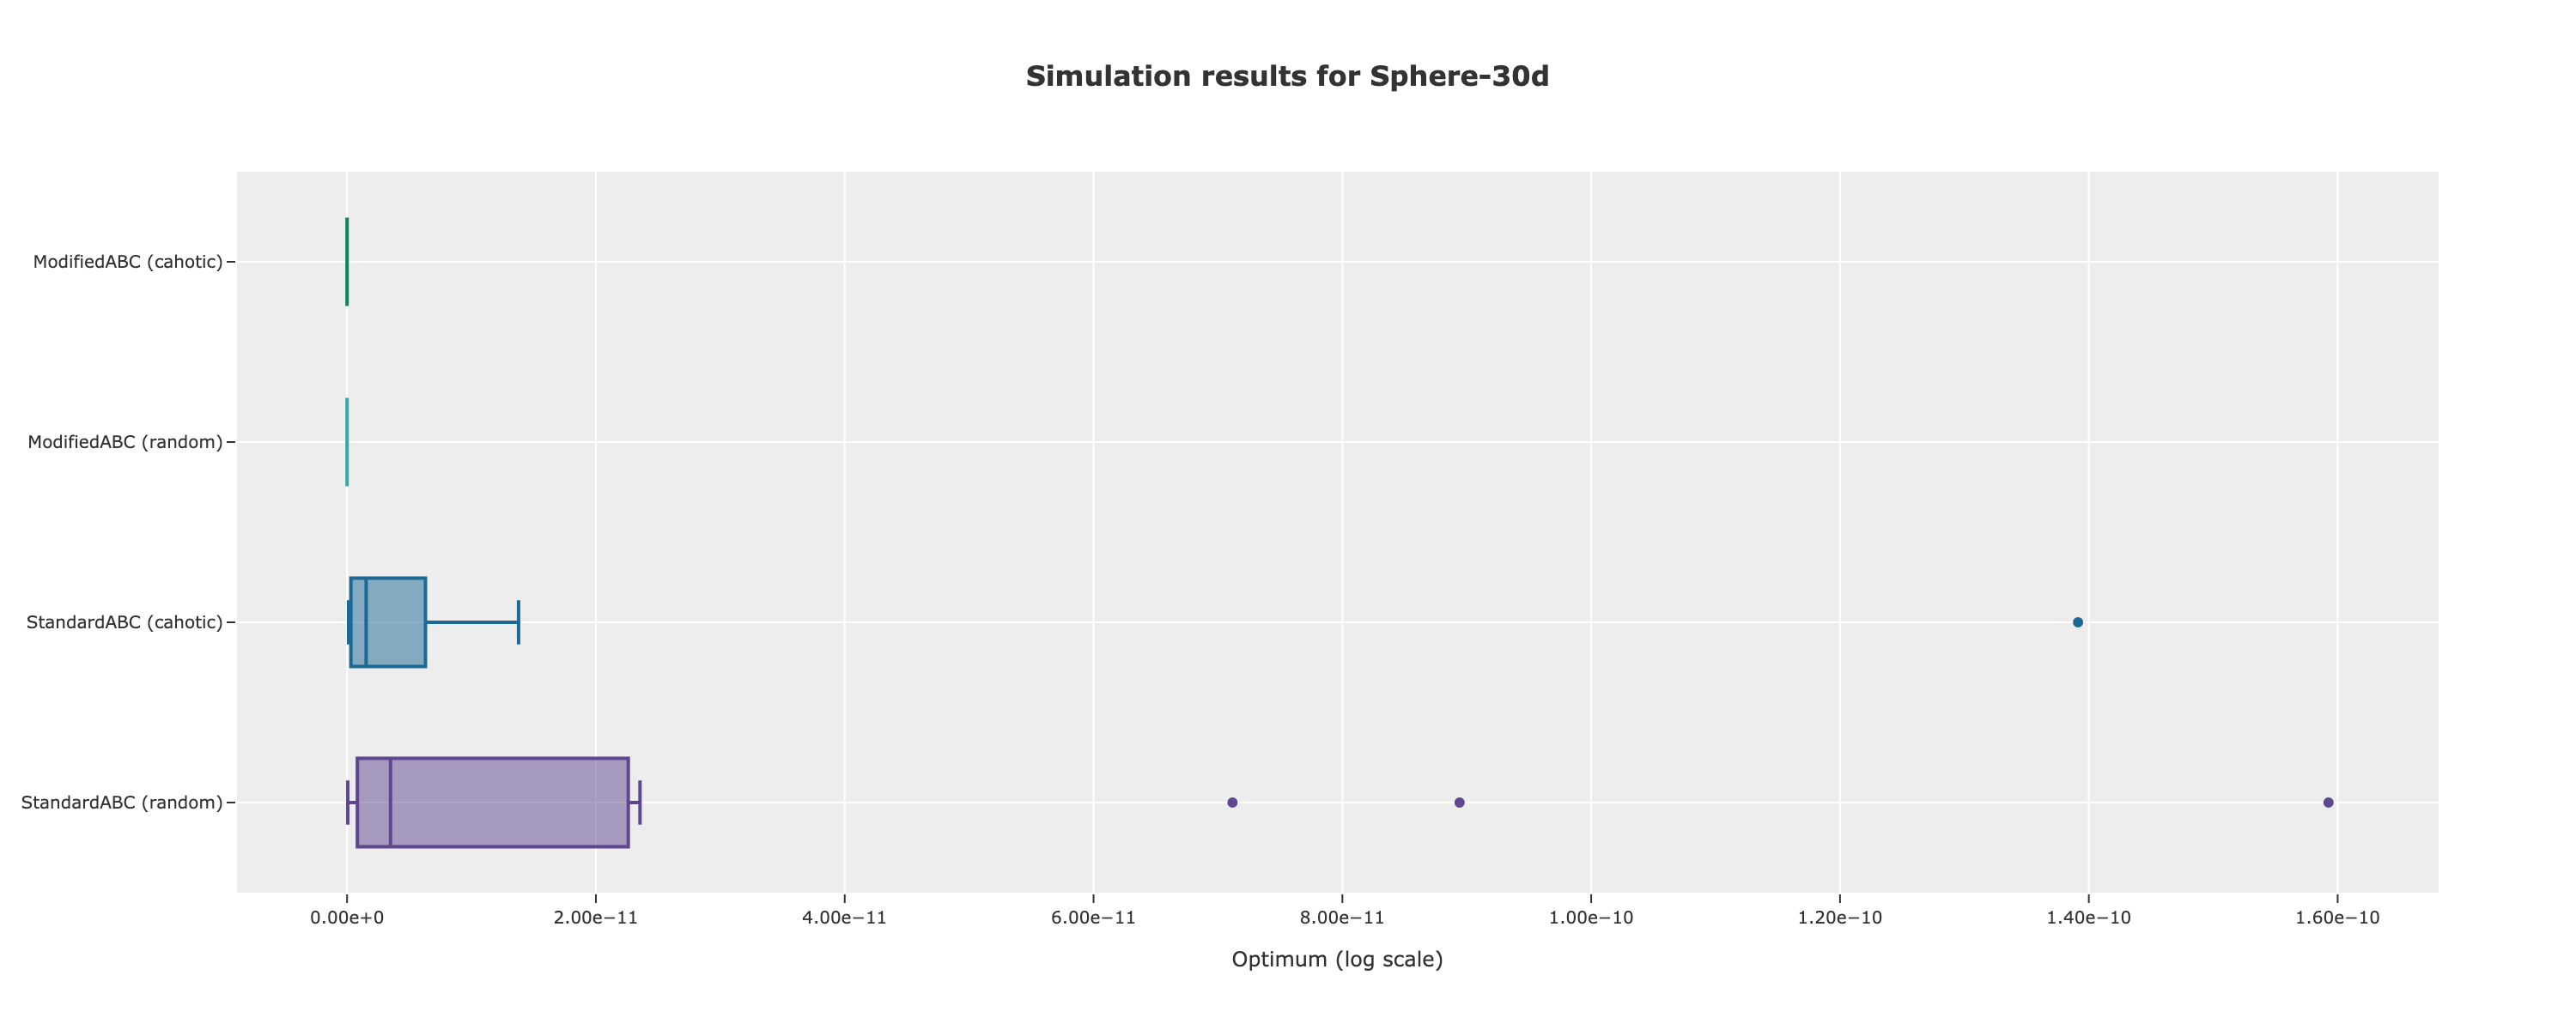 Simulation results for Sphere-30d
ModifiedABC (cahotic)
ModifiedABC (random)
StandardABC (cahotic)
StandardABC (random)
0.00e+0 2.00e−11 4.00e−11 6.00e−11 8.00e−11 1.00e−10 1.20e−10 1.40e−10 1.60e−10
Optimum (log scale)